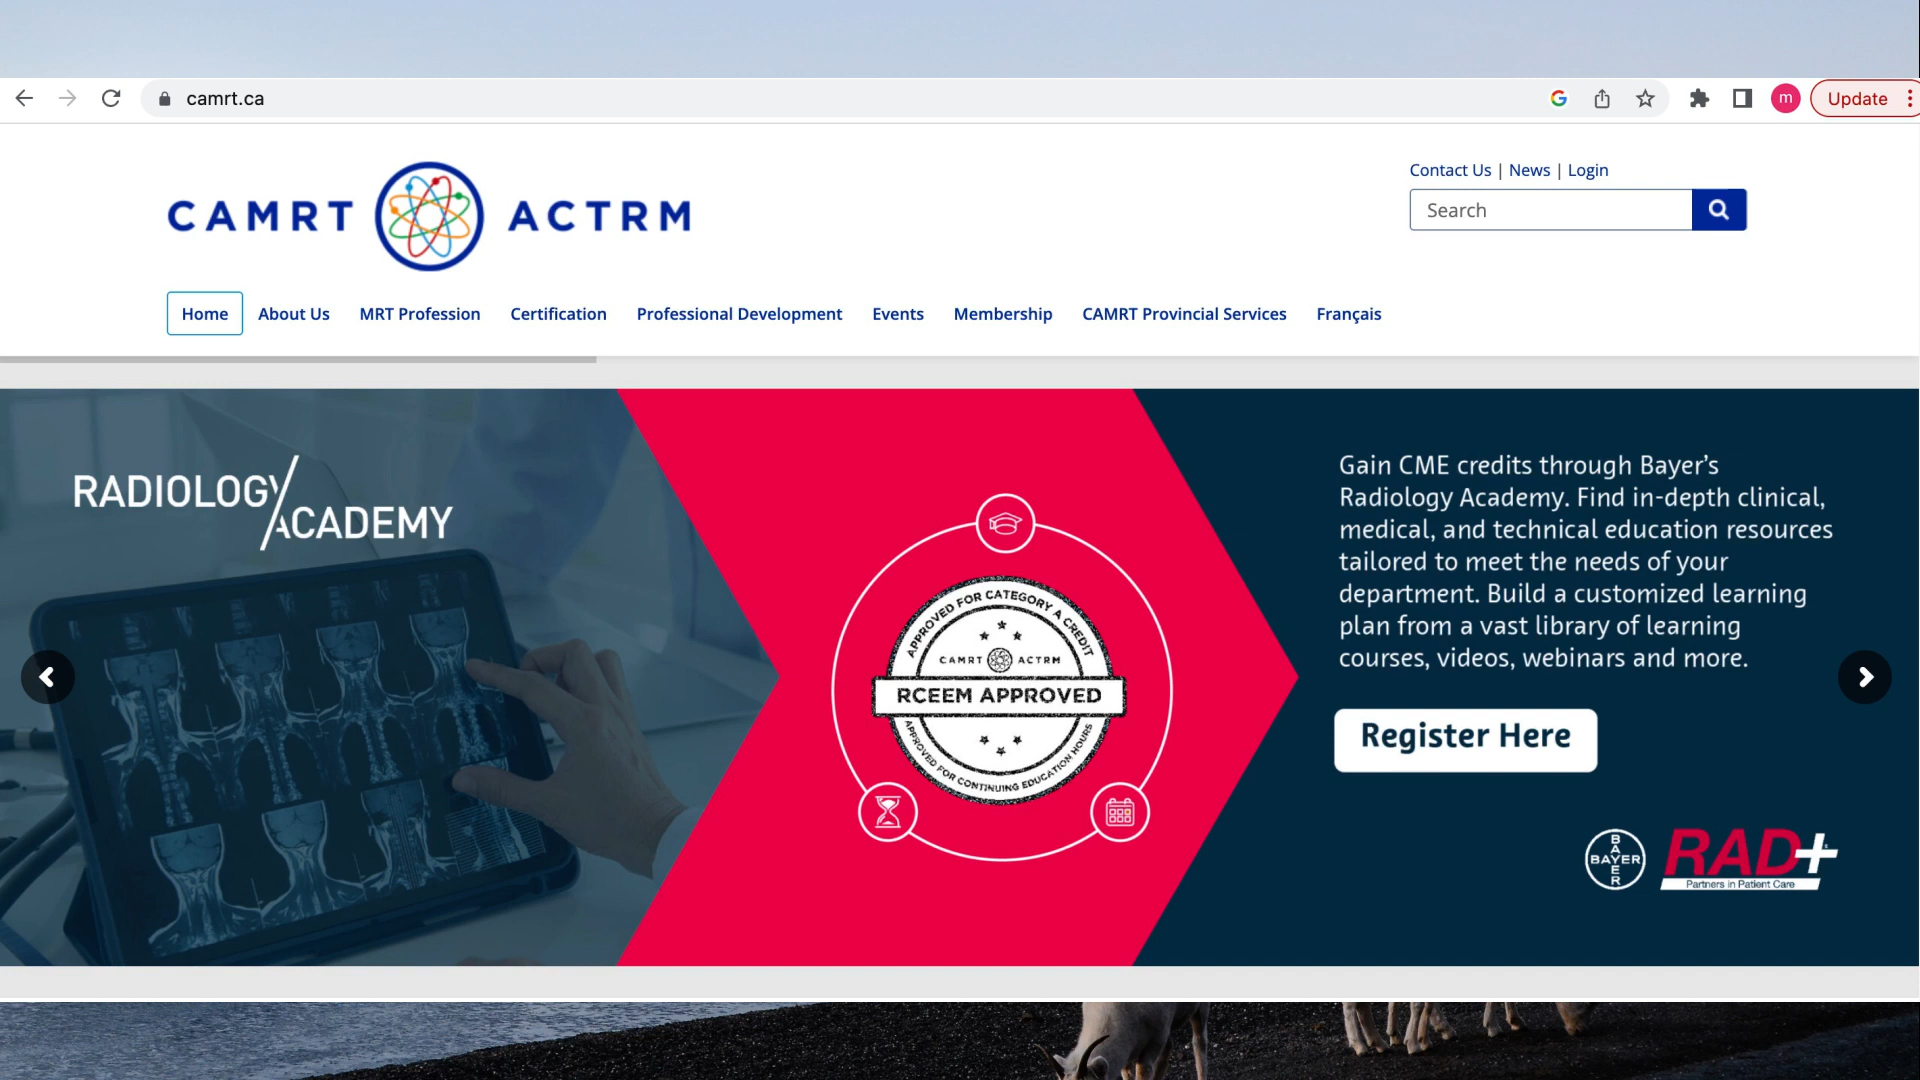 camrt.ca
m
Update
CAMRT ACTRM
Contact Us | News | Login
Search
Home About Us MRT Profession Certification Professional Development Events Membership CAMRT Provincial Services Français
RADIOLOGY
ACADEMY
APPROVED FOR CATEGORY A CREDIT
CAMRT ACTRM
RCEEM APPROVED
APPROVED FOR CONTINUING EDUCATION HOURS
Gain CME credits through Bayer’s
Radiology Academy. Find in-depth clinical,
medical, and technical education resources
tailored to meet the needs of your
department. Build a customized learning
plan from a vast library of learning
courses, videos, webinars and more.
Register Here
BAYER
BAYER
RAD+
Partners in Patient Care